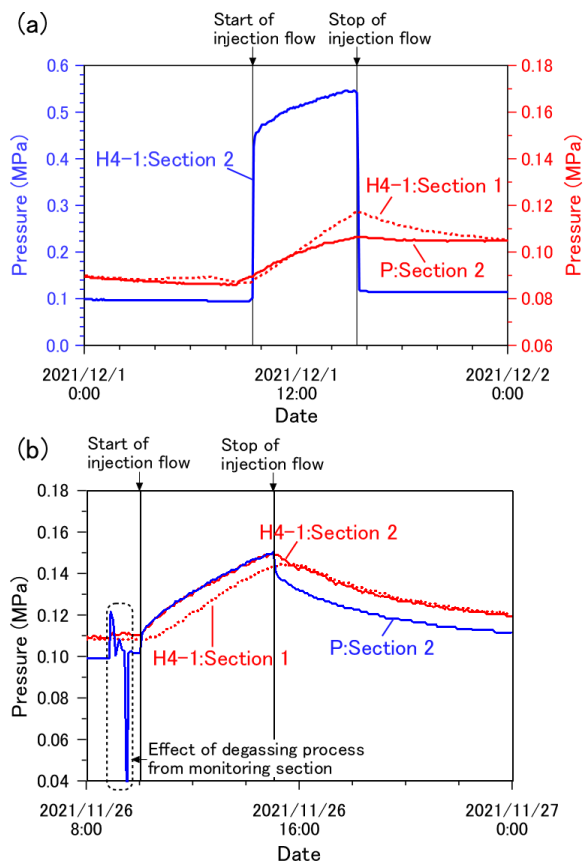 (a)
Start of
injection flow
Stop of
injection flow
0.6
0.5
0.4
0.3
0.2
0.1
0.0
Pressure (MPa)
0.18
0.16
0.14
0.12
0.10
0.08
0.06
Pressure (MPa)
H4-1:Section 2
H4-1:Section 1
P:Section 2
2021/12/1
0:00
2021/12/1
12:00
2021/12/2
0:00
Date
(b)
Start of
injection flow
Stop of
injection flow
0.18
0.16
0.14
0.12
0.10
0.08
0.06
0.04
Pressure (MPa)
H4-1:Section 2
H4-1:Section 1
P:Section 2
Effect of degassing process
from monitoring section
2021/11/26
8:00
2021/11/26
16:00
2021/11/27
0:00
Date